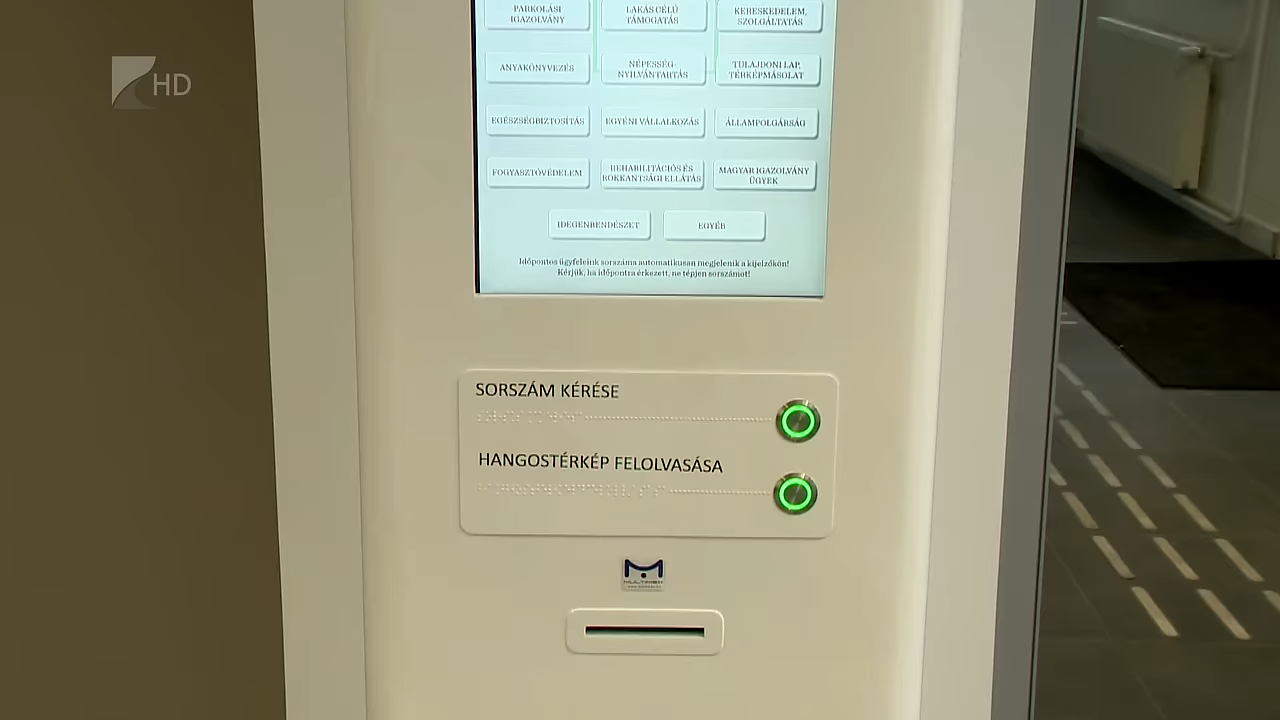 HD
PARKOLÁSI
IGAZOLVÁNY
LAKÁS CÉLÚ
TÁMOGATÁS
KERESKEDELEM,
SZOLGÁLTATÁS
ANYAKÖNYVEZÉS
NÉPESSÉG-
NYILVÁNTARTÁS
TULAJDONI LAP,
TÉRKÉPMÁSOLAT
EGÉSZSÉGBIZTOSÍTÁS
EGYÉNI VÁLLALKOZÁS
ÁLLAMPOLGÁRSÁG
FOGYASZTÓVÉDELEM
REHABILITÁCIÓS ÉS
ROKKANTSÁGI ELLÁTÁS
MAGYAR IGAZOLVÁNY
ÜGYEK
IDEGENRENDÉSZET
EGYÉB
Időpontos ügyfeleink sorszáma automatikusan megjelenik a kijelzőkön!
Kérjük, ha időpontra érkezett, ne tépjen sorszámot!
SORSZÁM KÉRÉSE
HANGOSTÉRKÉP FELOLVASÁSA